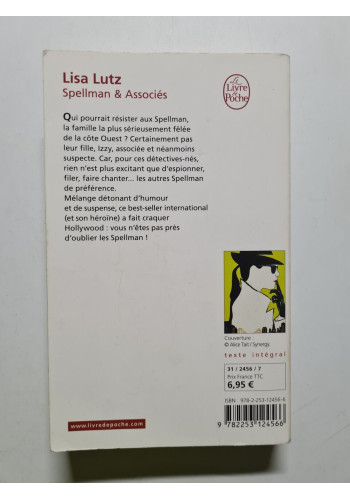 Lisa Lutz
Spellman & Associés
Le
Livre
de
Poche
Qui pourrait résister aux Spellman,
la famille la plus sérieusement fêlée
de la côte Ouest ? Certainement pas
leur fille, Izzy, associée et néanmoins
suspecte. Car, pour ces détectives-nés,
rien n'est plus excitant que d'espionner,
filer, faire chanter... les autres Spellman
de préférence.
Mélange détonant d'humour
et de suspense, ce best-seller international
(et son héroïne) a fait craquer
Hollywood : vous n'êtes pas près
d'oublier les Spellman !
Couverture :
© Alice Tait / Synergy.
texte intégral
31 / 2456 / 7
Prix France TTC
6,95 €
ISBN 978-2-253-12456-6
9 782253 124566
www.livredepoche.com